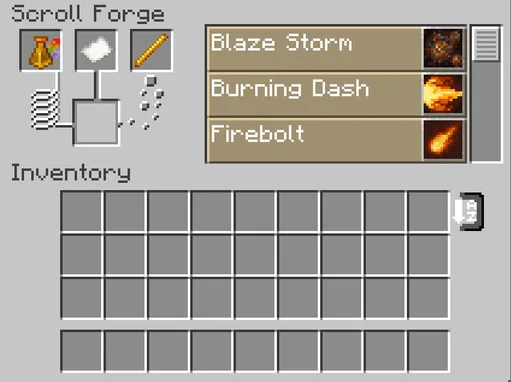 Scroll Forge
Blaze Storm
Burning Dash
Firebolt
Inventory